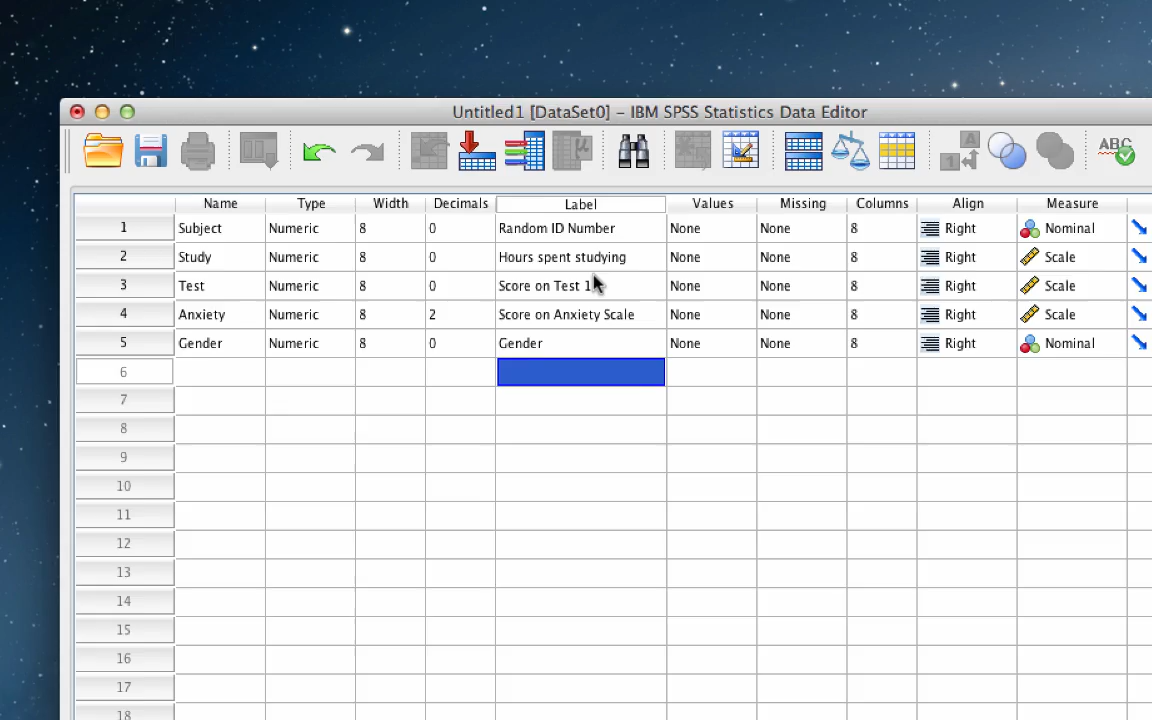 Untitled1 [DataSet0] – IBM SPSS Statistics Data Editor
A
1
μ
ABC
Name Type Width Decimals Label Values Missing Columns Align Measure
1 Subject Numeric 8 0 Random ID Number None None 8 Right Nominal
2 Study Numeric 8 0 Hours spent studying None None 8 Right Scale
3 Test Numeric 8 0 Score on Test 1 None None 8 Right Scale
4 Anxiety Numeric 8 2 Score on Anxiety Scale None None 8 Right Scale
5 Gender Numeric 8 0 Gender None None 8 Right Nominal
6
7
8
9
10
11
12
13
14
15
16
17
18